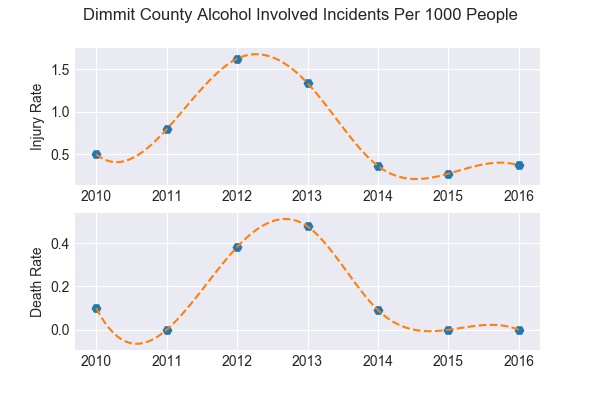 Dimmit County Alcohol Involved Incidents Per 1000 People
Injury Rate
1.5
1.0
0.5
2010 2011 2012 2013 2014 2015 2016
Death Rate
0.4
0.2
0.0
2010 2011 2012 2013 2014 2015 2016